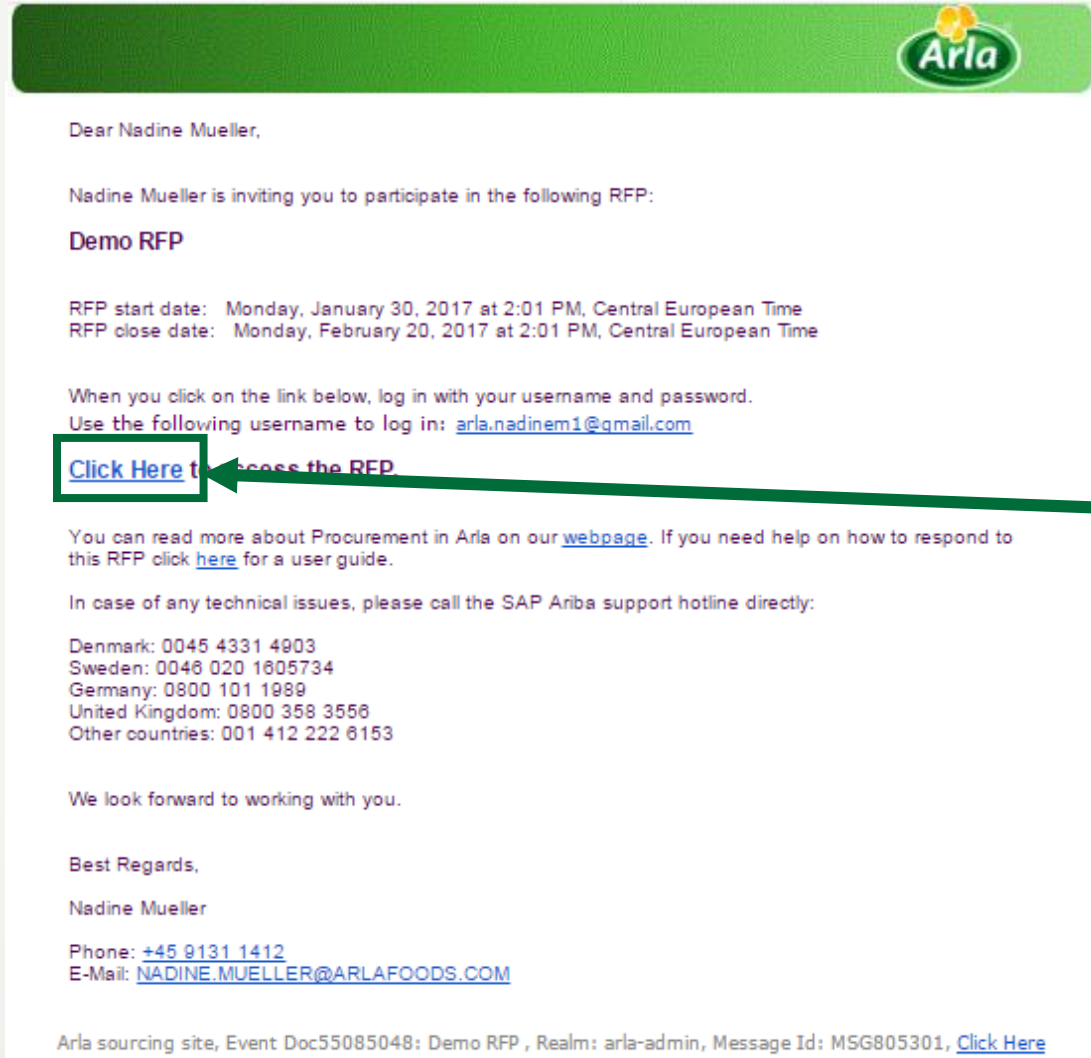 Arla
Dear Nadine Mueller,
Nadine Mueller is inviting you to participate in the following RFP:
Demo RFP
RFP start date: Monday, January 30, 2017 at 2:01 PM, Central European Time
RFP close date: Monday, February 20, 2017 at 2:01 PM, Central European Time
When you click on the link below, log in with your username and password.
Use the following username to log in: arla.nadinem1@gmail.com
Click Here to access the RFP.
You can read more about Procurement in Arla on our webpage. If you need help on how to respond to
this RFP click here for a user guide.
In case of any technical issues, please call the SAP Ariba support hotline directly:
Denmark: 0045 4331 4903
Sweden: 0046 020 1605734
Germany: 0800 101 1989
United Kingdom: 0800 358 3556
Other countries: 001 412 222 6153
We look forward to working with you.
Best Regards,
Nadine Mueller
Phone: +45 9131 1412
E-Mail: NADINE.MUELLER@ARLAFOODS.COM
Arla sourcing site, Event Doc55085048: Demo RFP , Realm: arla-admin, Message Id: MSG805301, Click Here